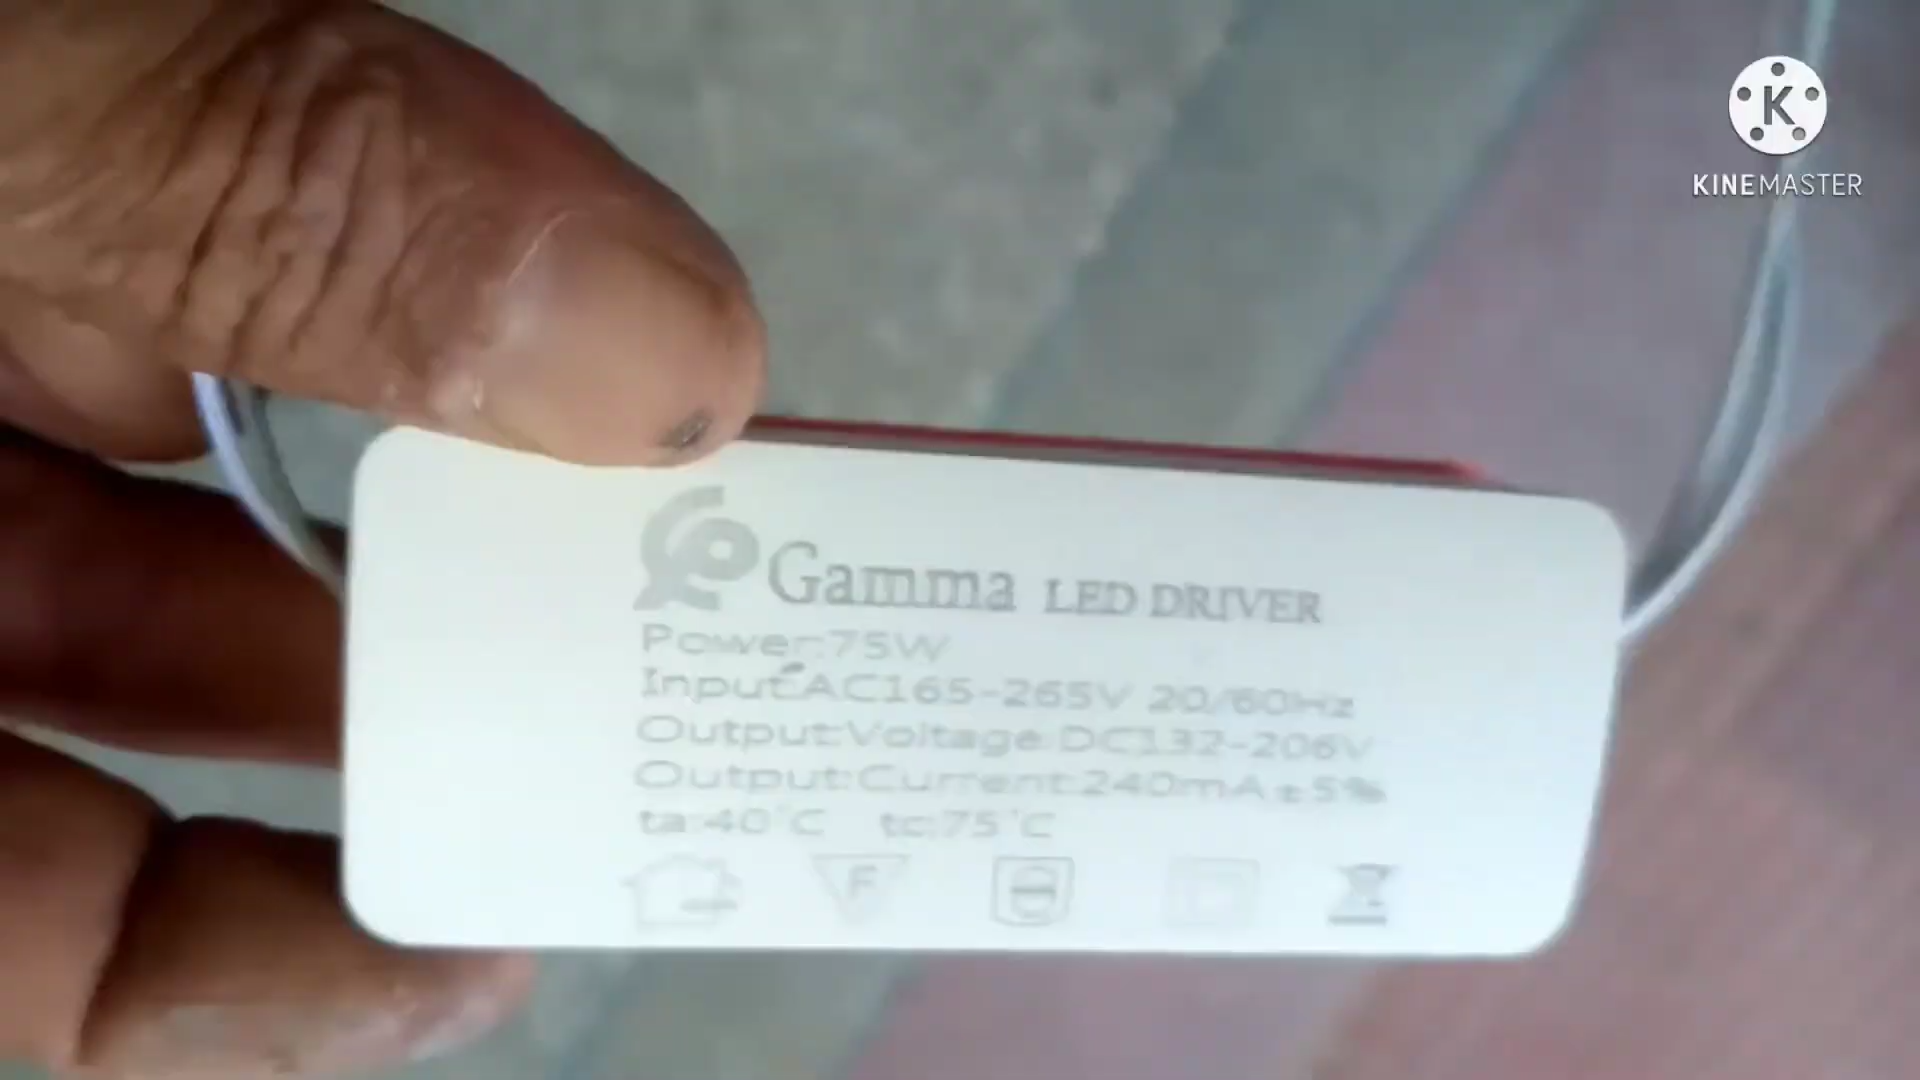 K
KINEMASTER
Gamma LED DRIVER
Power:75W
Input:AC165-265V 20/60Hz
Output:Voltage:DC132-206V
Output:Current:240mA±5%
ta:40°C tc:75°C
F